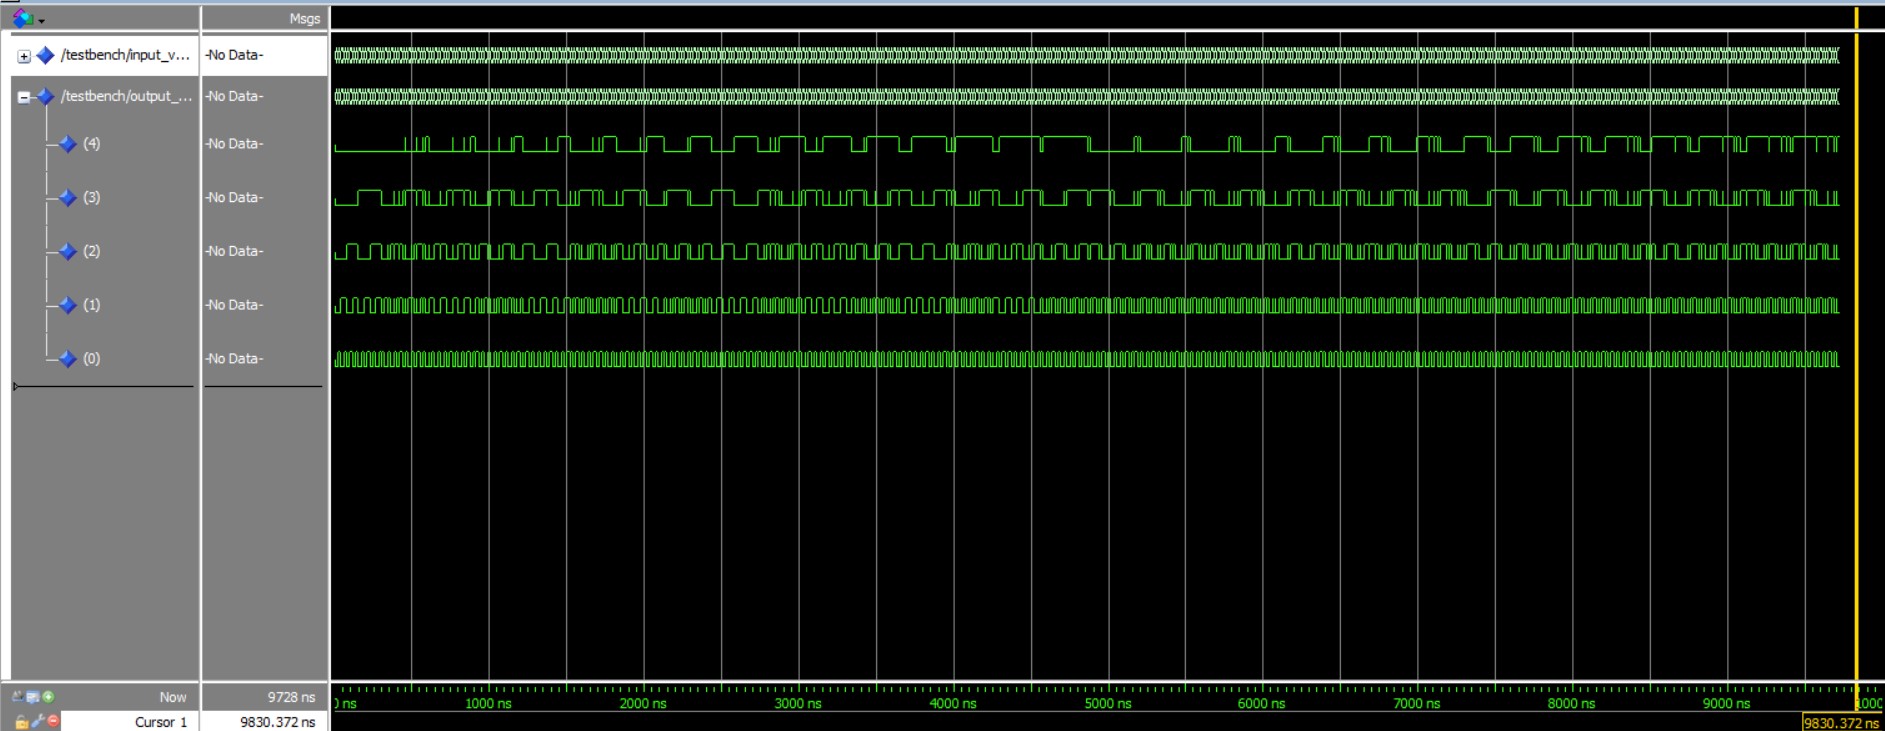 Msgs
/testbench/input_v... -No Data-
/testbench/output_... -No Data-
(4) -No Data-
(3) -No Data-
(2) -No Data-
(1) -No Data-
(0) -No Data-
Now 9728 ns
0 ns 1000 ns 2000 ns 3000 ns 4000 ns 5000 ns 6000 ns 7000 ns 8000 ns 9000 ns
Cursor 1 9830.372 ns
9830.372 ns